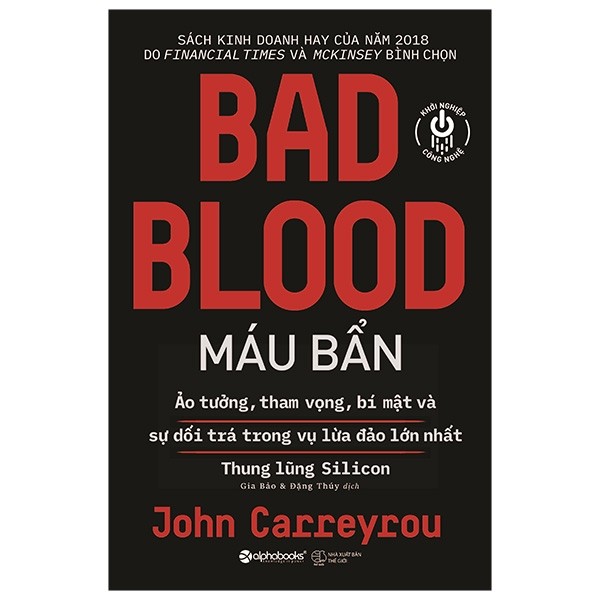 SÁCH KINH DOANH HAY CỦA NĂM 2018
DO FINANCIAL TIMES VÀ MCKINSEY BÌNH CHỌN
BAD
BLOOD
KHỞI NGHIỆP
CÔNG NGHỆ
MÁU BẨN
Ảo tưởng, tham vọng, bí mật và
sự dối trá trong vụ lừa đảo lớn nhất
Thung lũng Silicon
Gia Bảo & Đặng Thúy dịch
John Carreyrou
alphabooks
NHÀ XUẤT BẢN
THẾ GIỚI